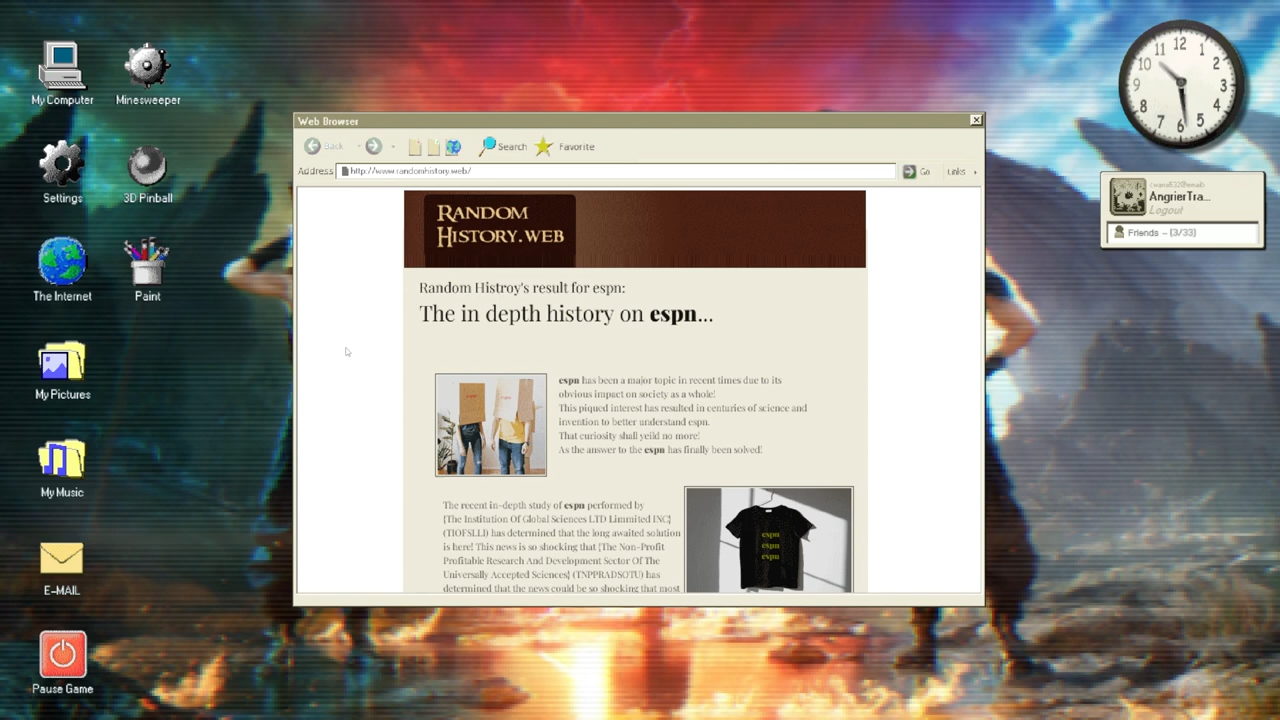 My Computer
Minesweeper
Settings
3D Pinball
The Internet
Paint
My Pictures
My Music
E-MAIL
Pause Game
Web Browser
Back
Search
Favorite
Address
http://www.randomhistory.web/
Go
Links
RANDOM
HISTORY.WEB
Random Histroy's result for espn:
The in depth history on espn...
espn has been a major topic in recent times due to its
obvious impact on society as a whole!
This piqued interest has resulted in centuries of science and
invention to better understand espn.
That curiosity shall yeild no more!
As the answer to the espn has finally been solved!
The recent in-depth study of espn performed by
{The Institution Of Global Sciences LTD Limmited INC}
(TIOFSLLI) has determined that the long awaited solution
is here! This news is so shocking that {The Non-Profit
Profitable Research And Development Sector Of The
Universally Accepted Sciences} (TNPPRADSOTU) has
determined that the news could be so shocking that most
espn
espn
espn
12
1
2
3
4
5
6
7
8
9
10
11
AngrierTra...
Logout
Friends - (3/33)